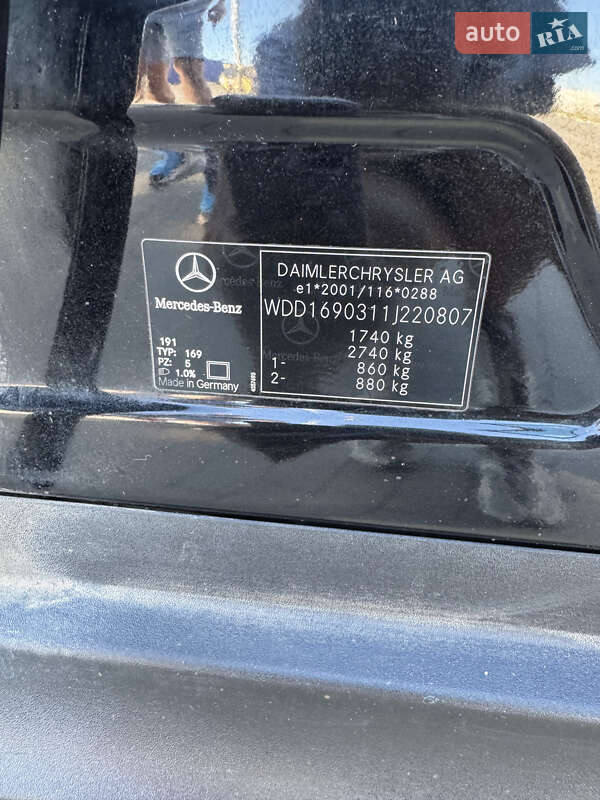 auto RIA.com
Mercedes-Benz
191
TYP: 169
PZ: 5
1.0%
Made in Germany
DAIMLERCHRYSLER AG
e1*2001/116*0288
WDD1690311J220807
1740 kg
2740 kg
1- 860 kg
2- 880 kg